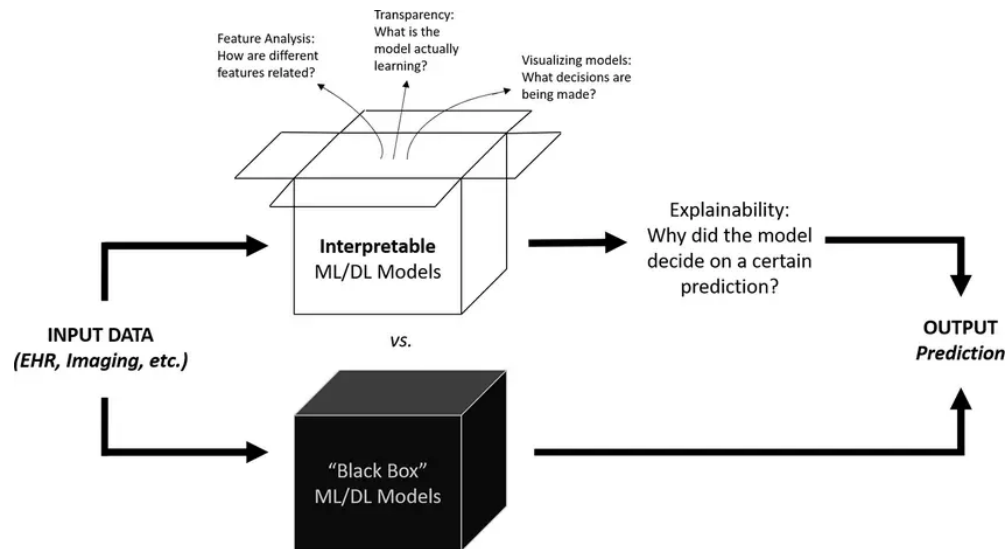 Transparency:
What is the
model actually
learning?
Feature Analysis:
How are different
features related?
Visualizing models:
What decisions are
being made?
Interpretable
ML/DL Models
Explainability:
Why did the model
decide on a certain
prediction?
INPUT DATA
(EHR, Imaging, etc.)
vs.
OUTPUT
Prediction
“Black Box”
ML/DL Models